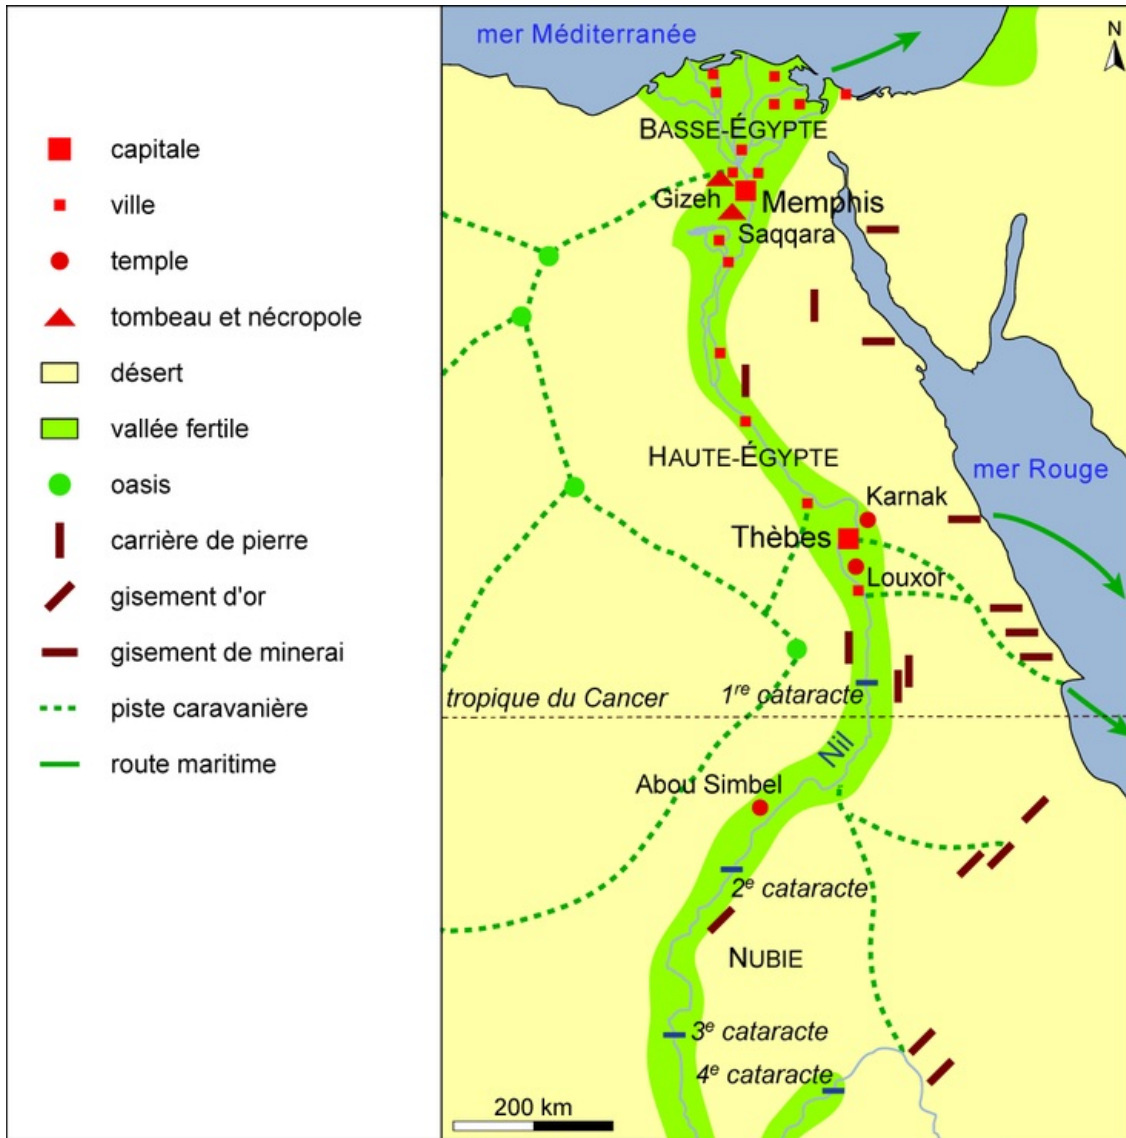 capitale
ville
temple
tombeau et nécropole
désert
vallée fertile
oasis
carrière de pierre
gisement d'or
gisement de minerai
piste caravanière
route maritime
mer Méditerranée
N
BASSE-ÉGYPTE
Gizeh
Memphis
Saqqara
HAUTE-ÉGYPTE
mer Rouge
Karnak
Thèbes
Louxor
tropique du Cancer
1re cataracte
Nil
Abou Simbel
2e cataracte
NUBIE
3e cataracte
4e cataracte
200 km